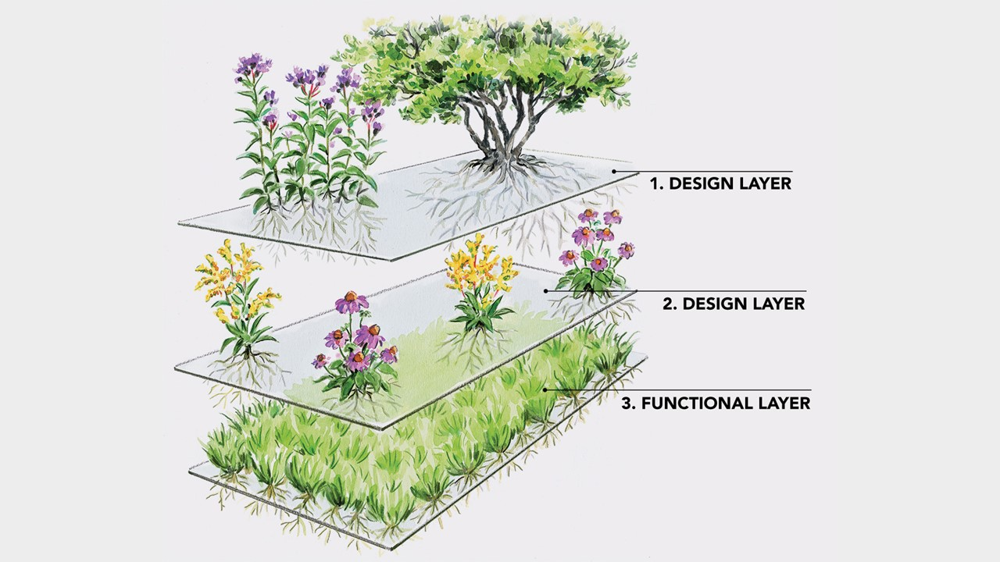 1. DESIGN LAYER
2. DESIGN LAYER
3. FUNCTIONAL LAYER